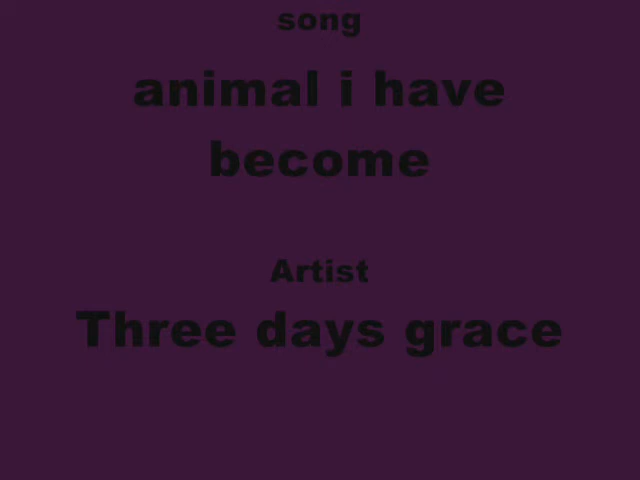 song
animal i have
become
Artist
Three days grace